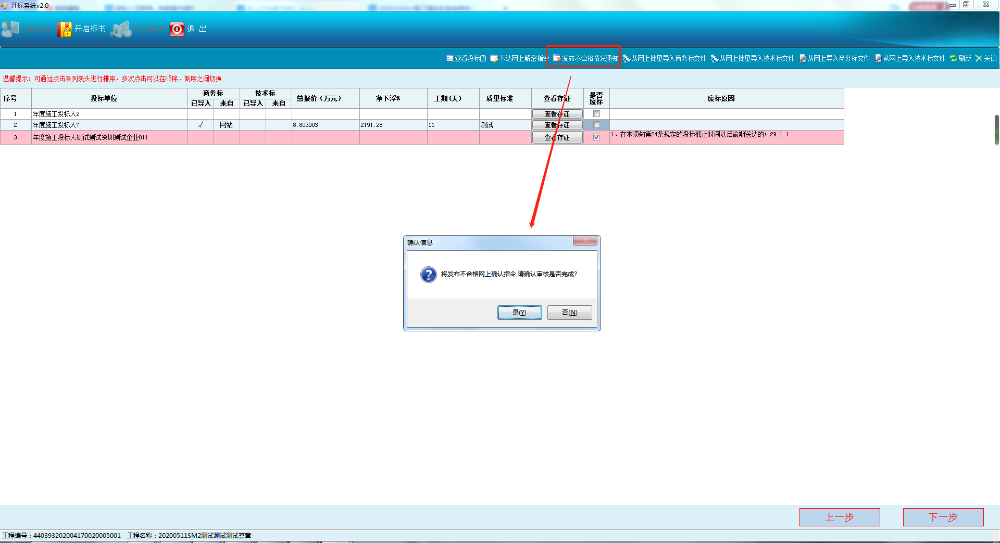 开标系统v2.0
开标准备 开启标书 开标结束 退 出
查看投标函 下达网上解密指令 发布不合格情况通知 从网上批量导入商务标文件 从网上批量导入技术标文件 从网上导入商务标文件 从网上导入技术标文件 刷新 关闭
温馨提示：可通过点击各列表头进行排序，多次点击可以在顺序、倒序之间切换
序号 投标单位 商务标 技术标 总报价（万元） 净下浮% 工期(天) 质量标准 查看存证 是否废标 废标原因
已导入 来自 已导入 来自
1 年度施工投标人2 查看存证
2 年度施工投标人7 √ 网站 8.803903 2191.28 11 测试 查看存证
3 年度施工投标人测试测试深圳测试企业011 查看存证 1、在本须知第24条规定的投标截止时间以后逾期送达的；29.1.1
确认信息
将发布不合格网上确认指令,请确认审核是否完成?
是(Y) 否(N)
上一步 下一步
工程编号：440393202004170020005001 工程名称：20200511SM2测试测试测试签章-